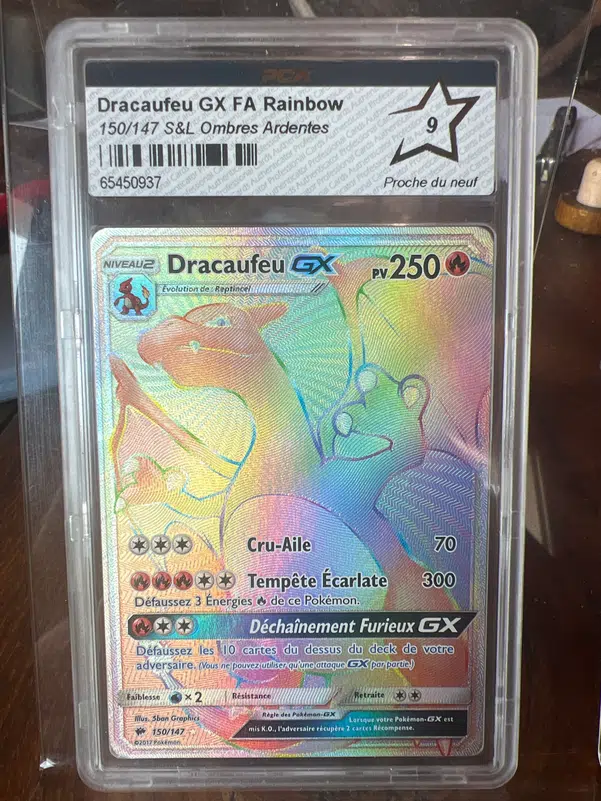 PCA
Dracaufeu GX FA Rainbow
150/147 S&L Ombres Ardentes
65450937
9
Proche du neuf
NIVEAU 2
Dracaufeu GX
PV 250
Évolution de : Reptincel
Cru-Aile 70
Tempête Écarlate 300
Défaussez 3 Énergies de ce Pokémon.
Déchaînement Furieux GX
Défaussez les 10 cartes du dessus du deck de votre
adversaire. (Vous ne pouvez utiliser qu'une attaque GX par partie.)
Faiblesse ×2 Résistance Retraite
Illus. 5ban Graphics
Règle des Pokémon-GX Lorsque votre Pokémon-GX est
mis K.O., l'adversaire récupère 2 cartes Récompense.
150/147
©2017 Pokémon